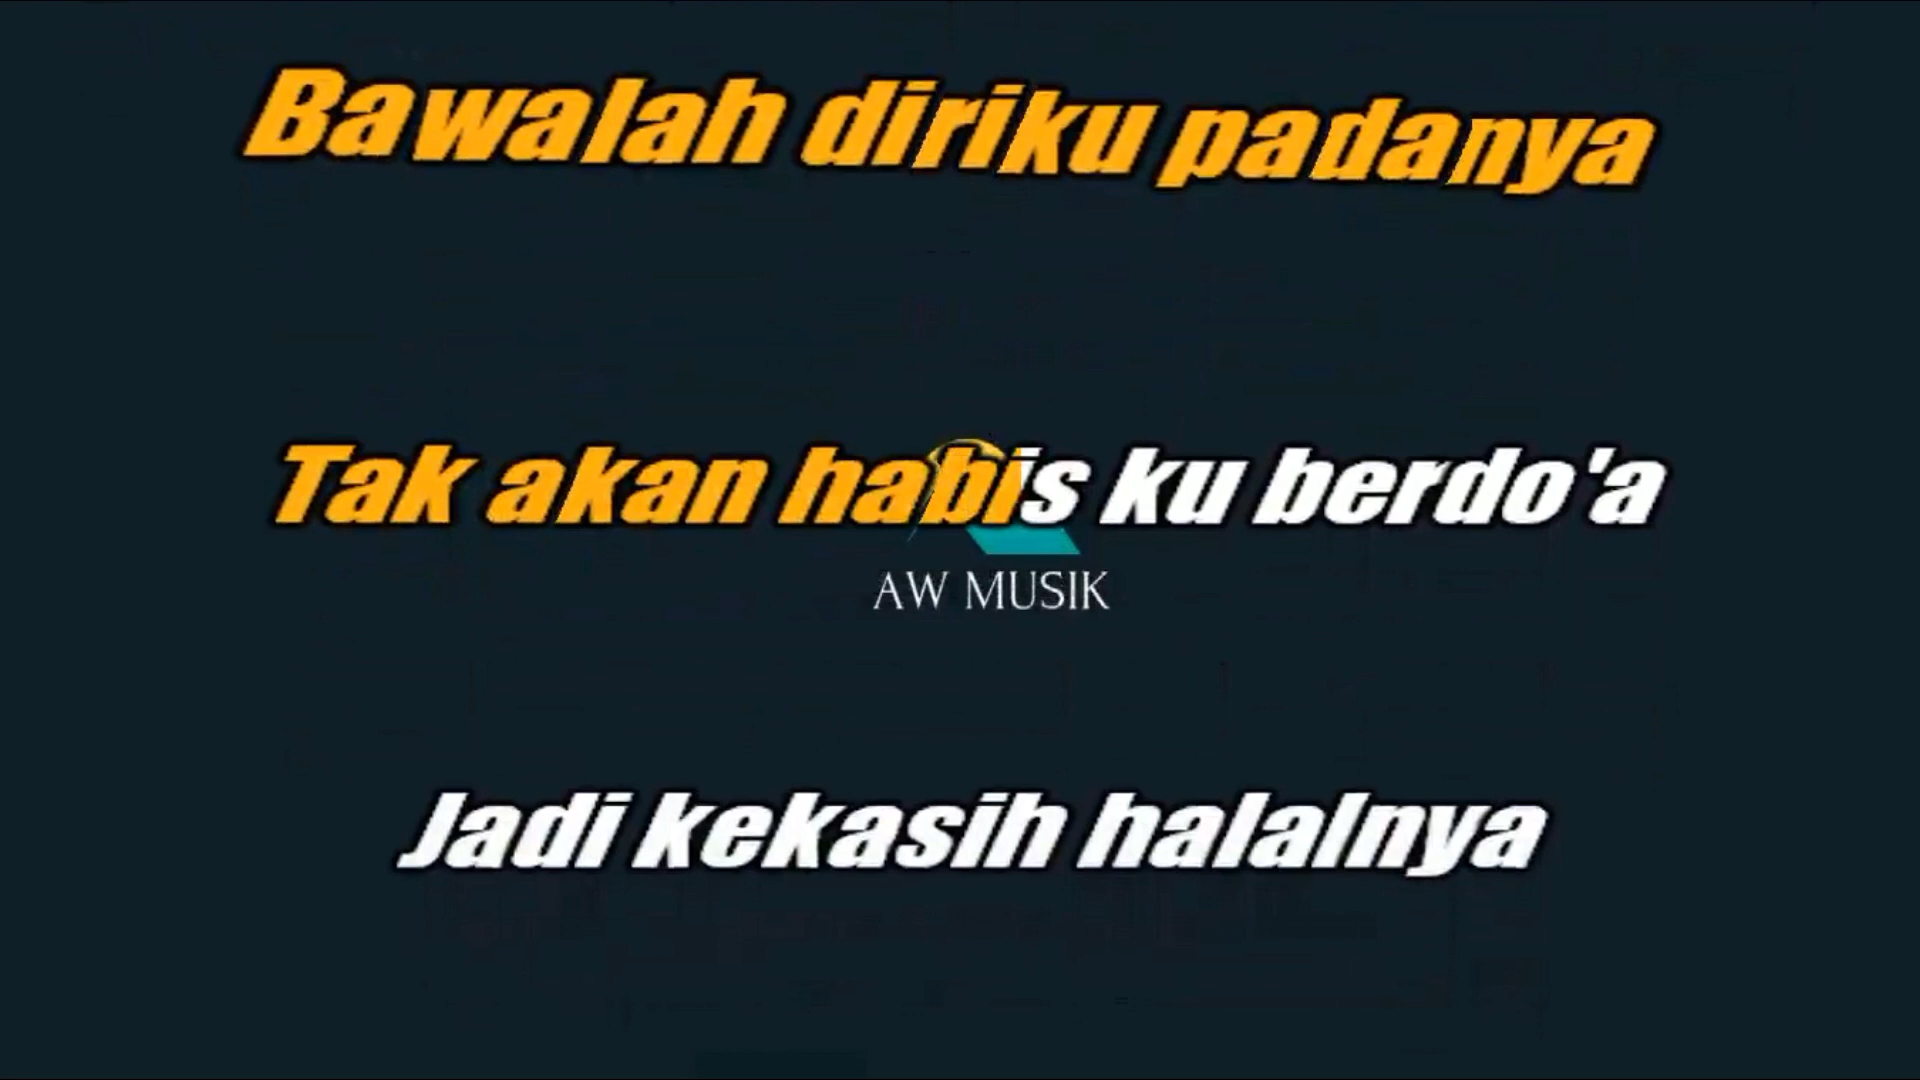 Bawalah diriku padanya
Tak akan habis ku berdo'a
AW MUSIK
Jadi kekasih halalnya